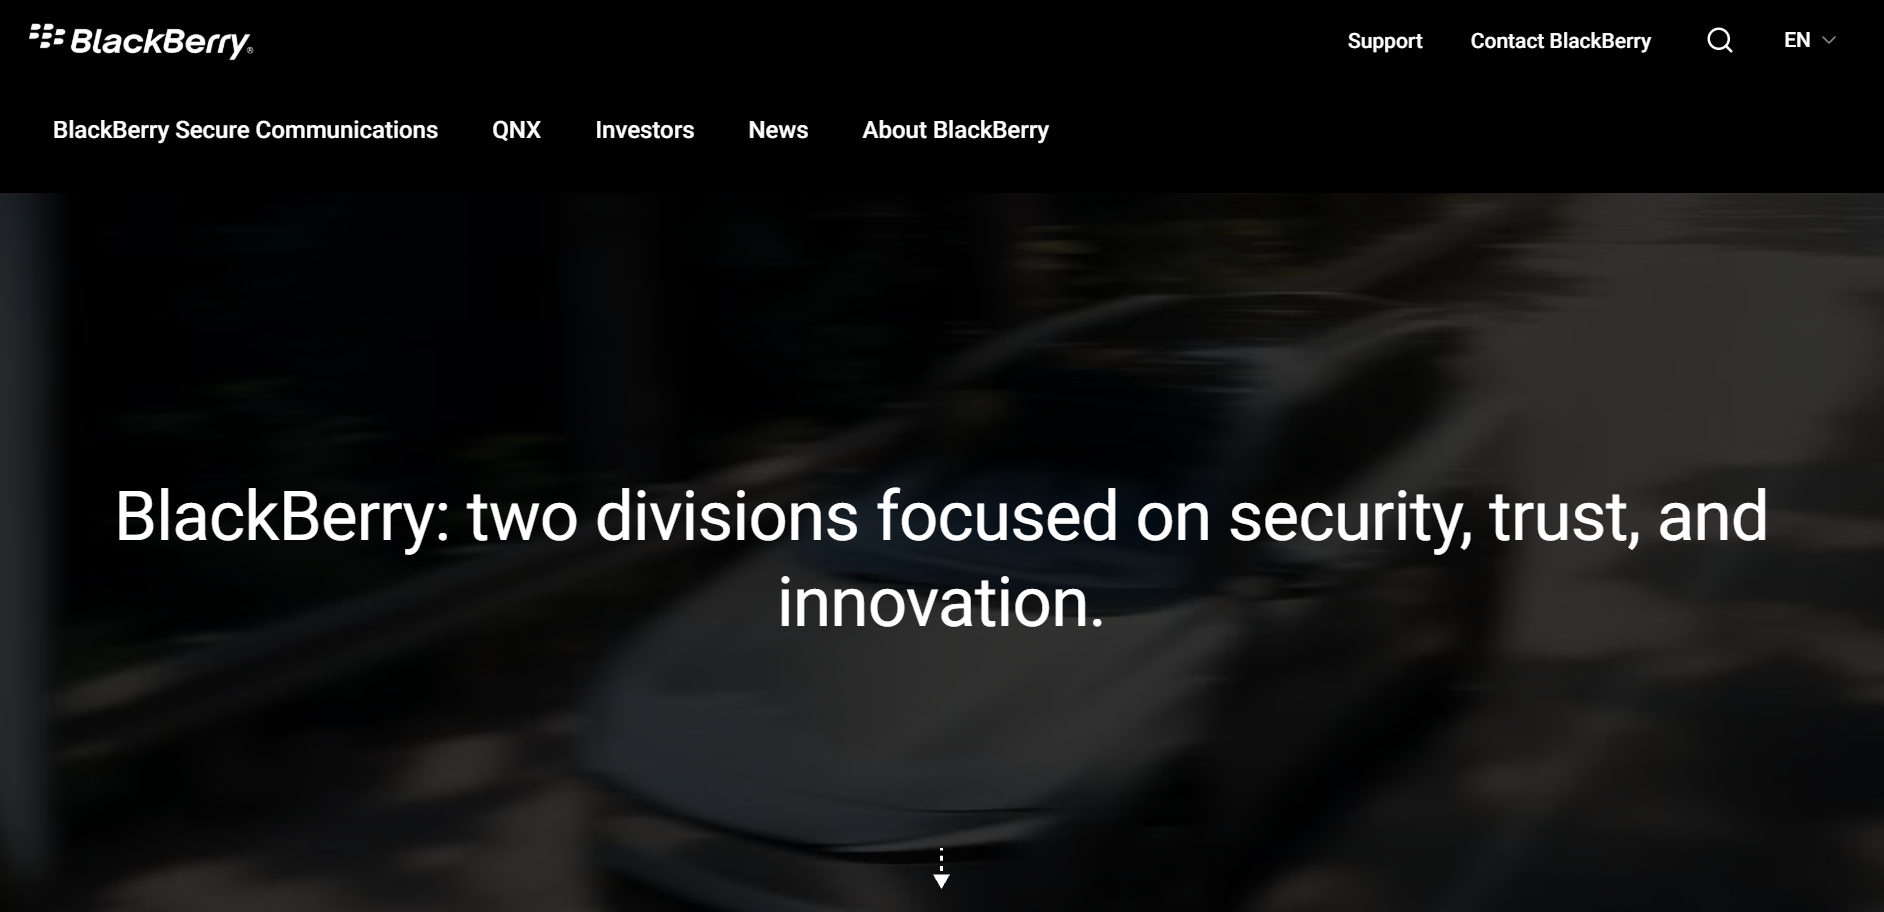 BlackBerry®
Support
Contact BlackBerry
EN
BlackBerry Secure Communications
QNX
Investors
News
About BlackBerry
BlackBerry: two divisions focused on security, trust, and
innovation.